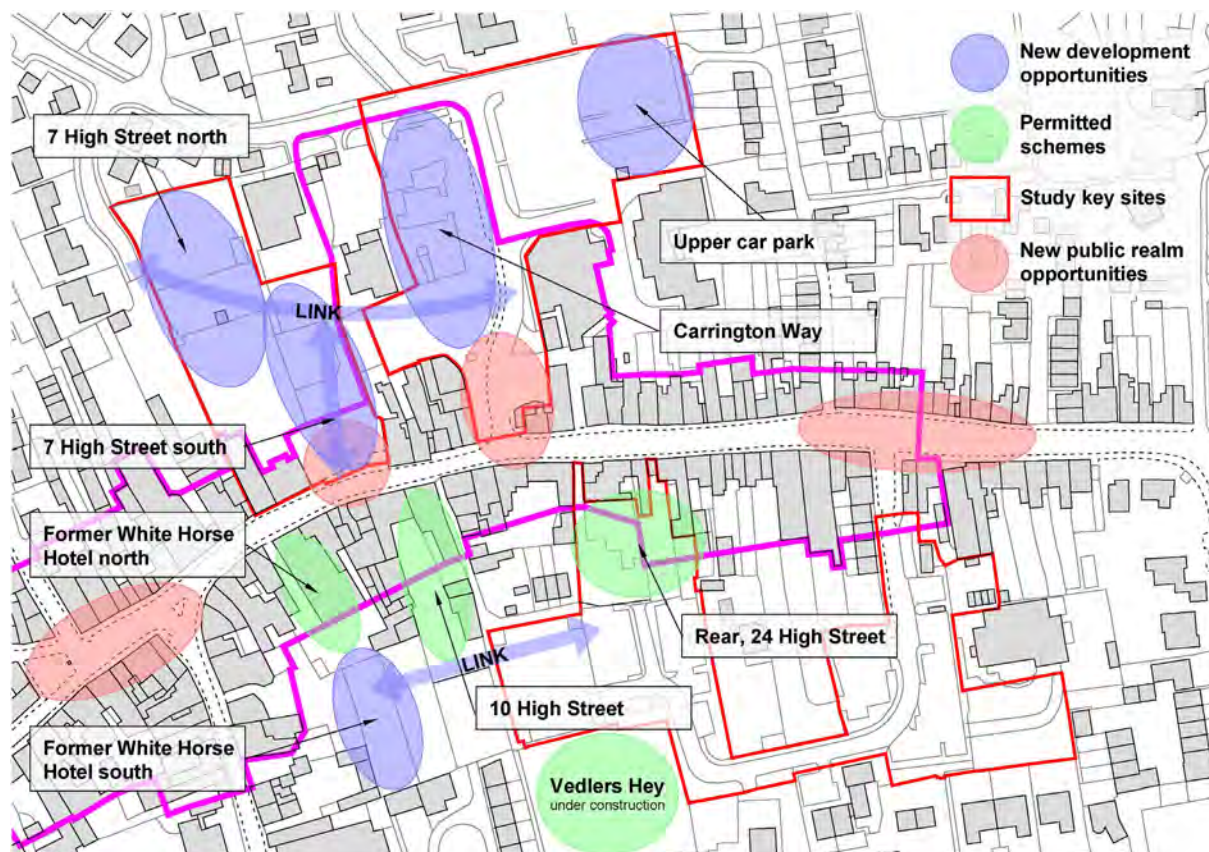 New development
opportunities
7 High Street north
Permitted
schemes
Study key sites
Upper car park
New public realm
opportunities
LINK
Carrington Way
7 High Street south
Former White Horse
Hotel north
Rear, 24 High Street
LINK
10 High Street
Former White Horse
Hotel south
Vedlers Hey
under construction